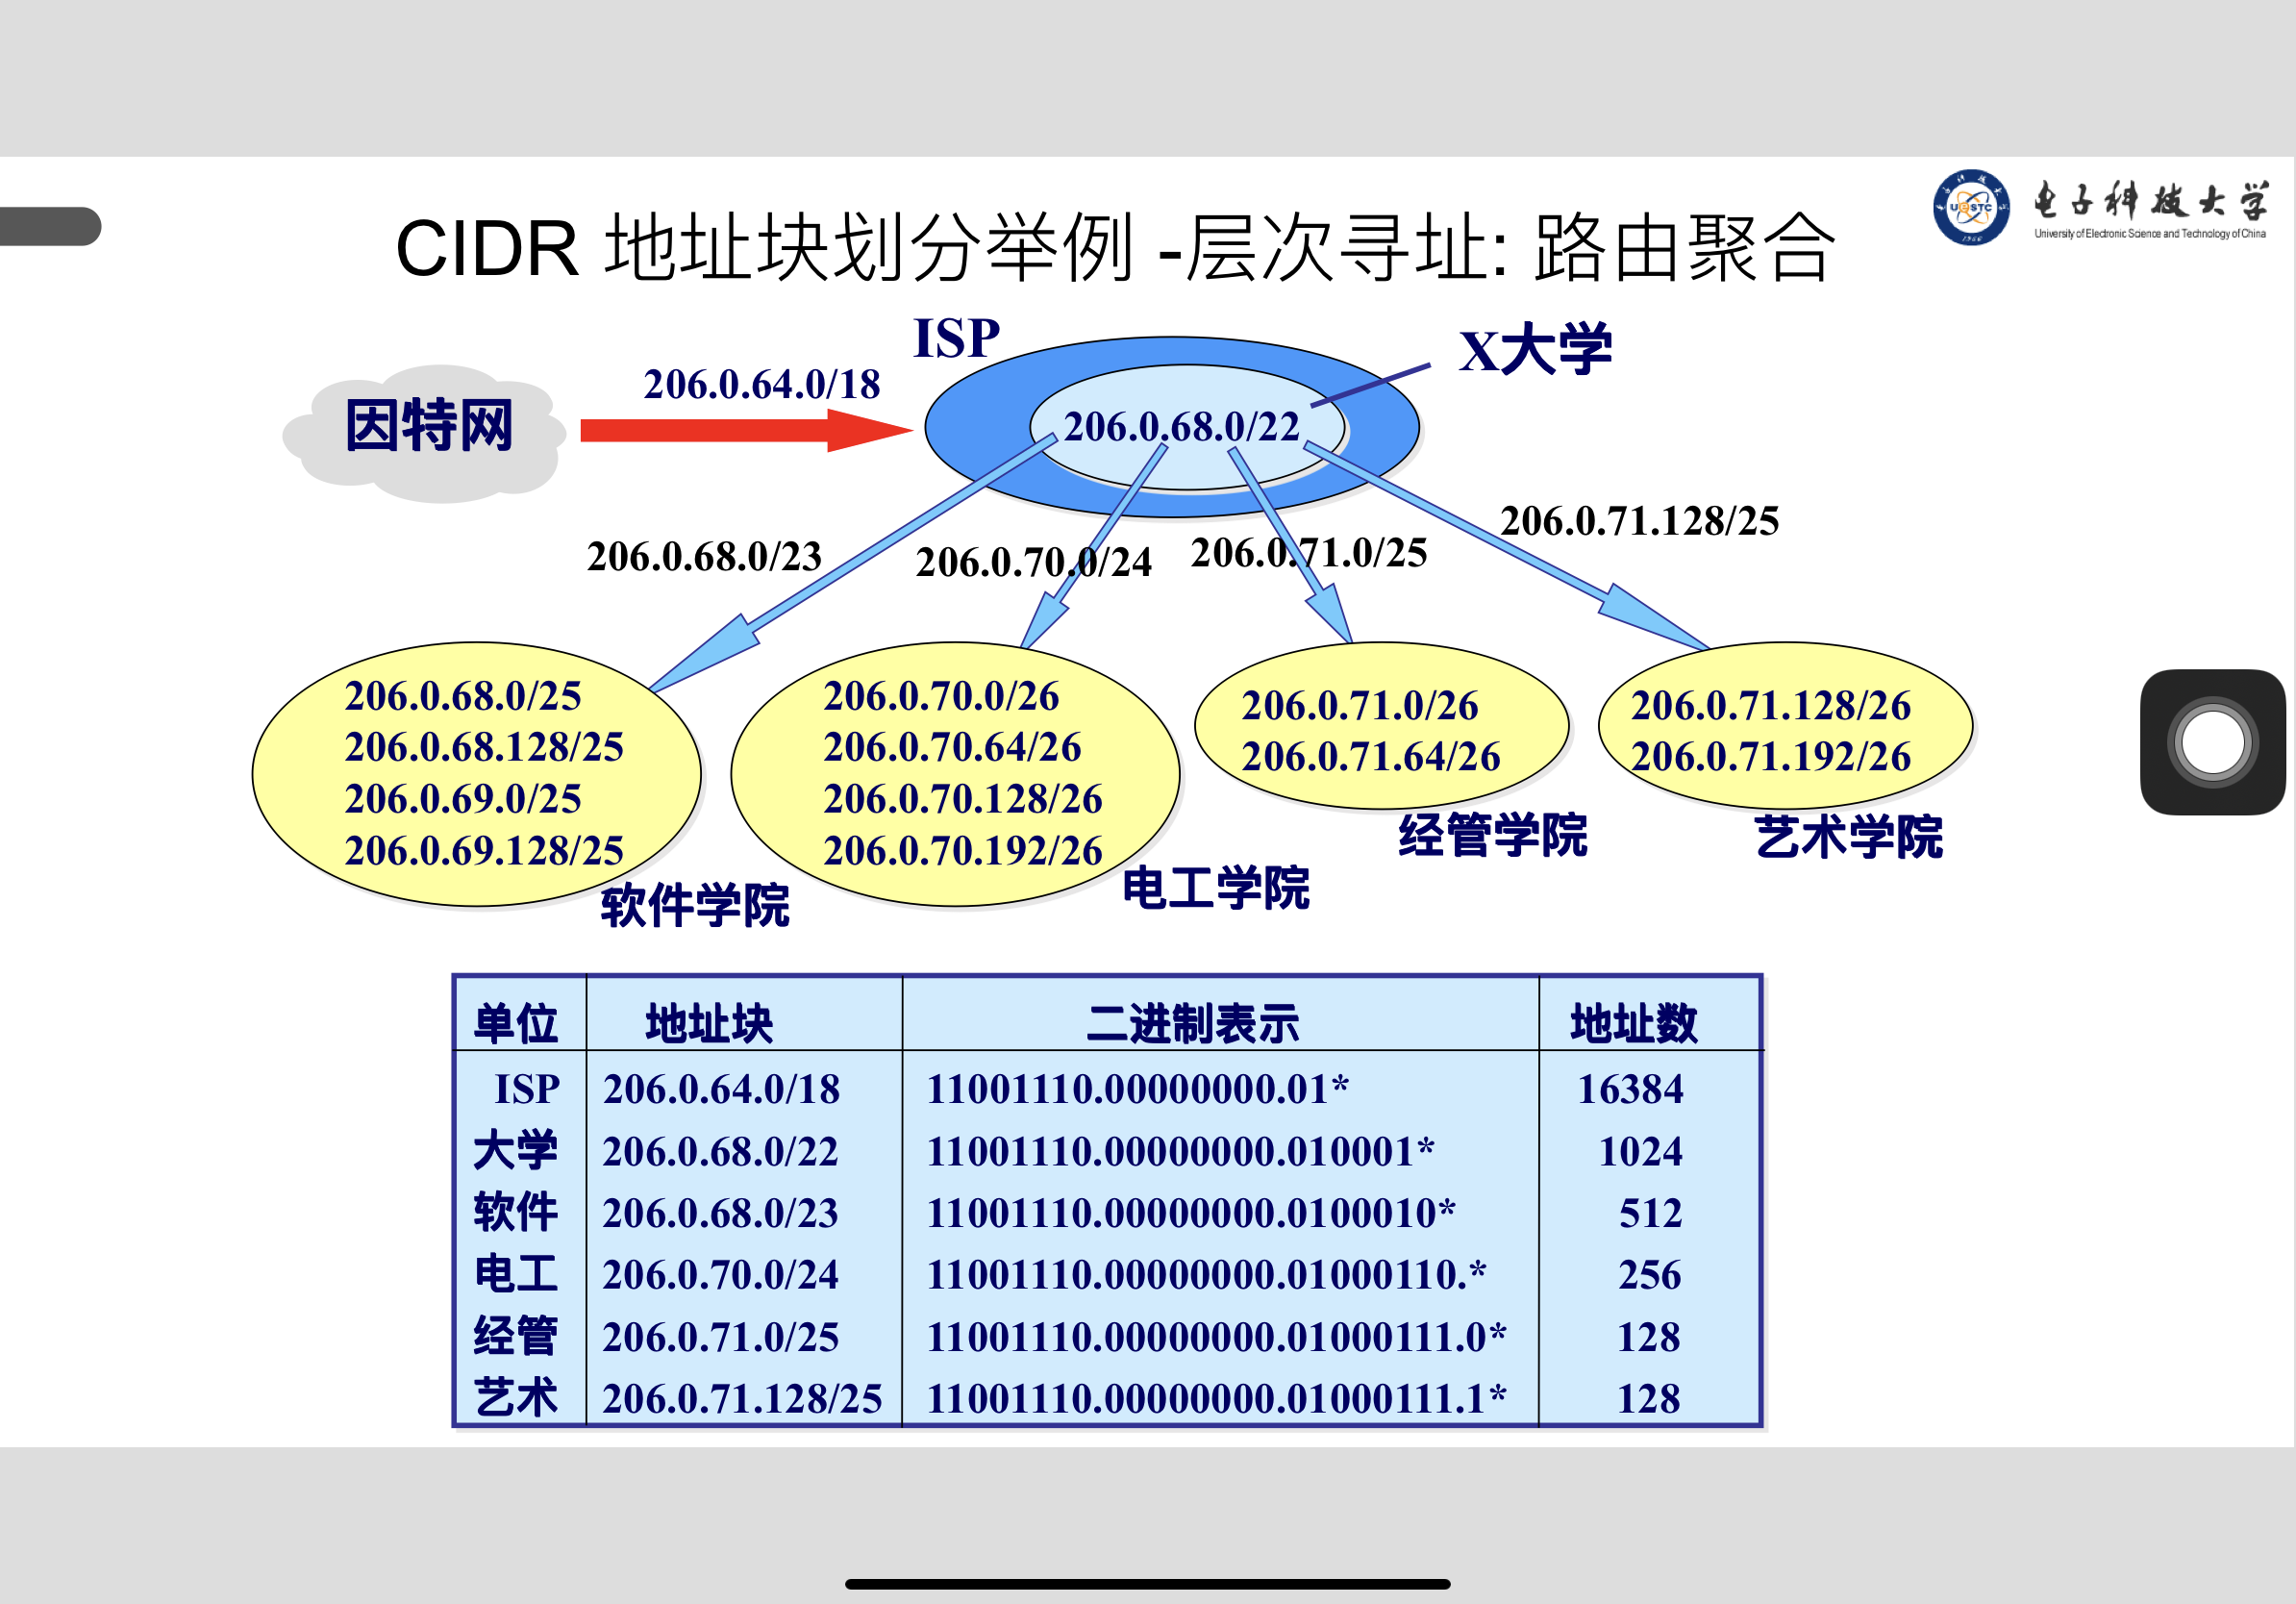 电子科技大学
University of Electronic Science and Technology of China
UESTC
1956
CIDR 地址块划分举例 -层次寻址: 路由聚合
ISP
X大学
因特网
206.0.64.0/18
206.0.68.0/22
206.0.68.0/23
206.0.70.0/24
206.0.71.0/25
206.0.71.128/25
206.0.68.0/25
206.0.68.128/25
206.0.69.0/25
206.0.69.128/25
软件学院
206.0.70.0/26
206.0.70.64/26
206.0.70.128/26
206.0.70.192/26
电工学院
206.0.71.0/26
206.0.71.64/26
经管学院
206.0.71.128/26
206.0.71.192/26
艺术学院
单位 地址块 二进制表示 地址数
ISP 206.0.64.0/18 11001110.00000000.01* 16384
大学 206.0.68.0/22 11001110.00000000.010001* 1024
软件 206.0.68.0/23 11001110.00000000.0100010* 512
电工 206.0.70.0/24 11001110.00000000.01000110.* 256
经管 206.0.71.0/25 11001110.00000000.01000111.0* 128
艺术 206.0.71.128/25 11001110.00000000.01000111.1* 128